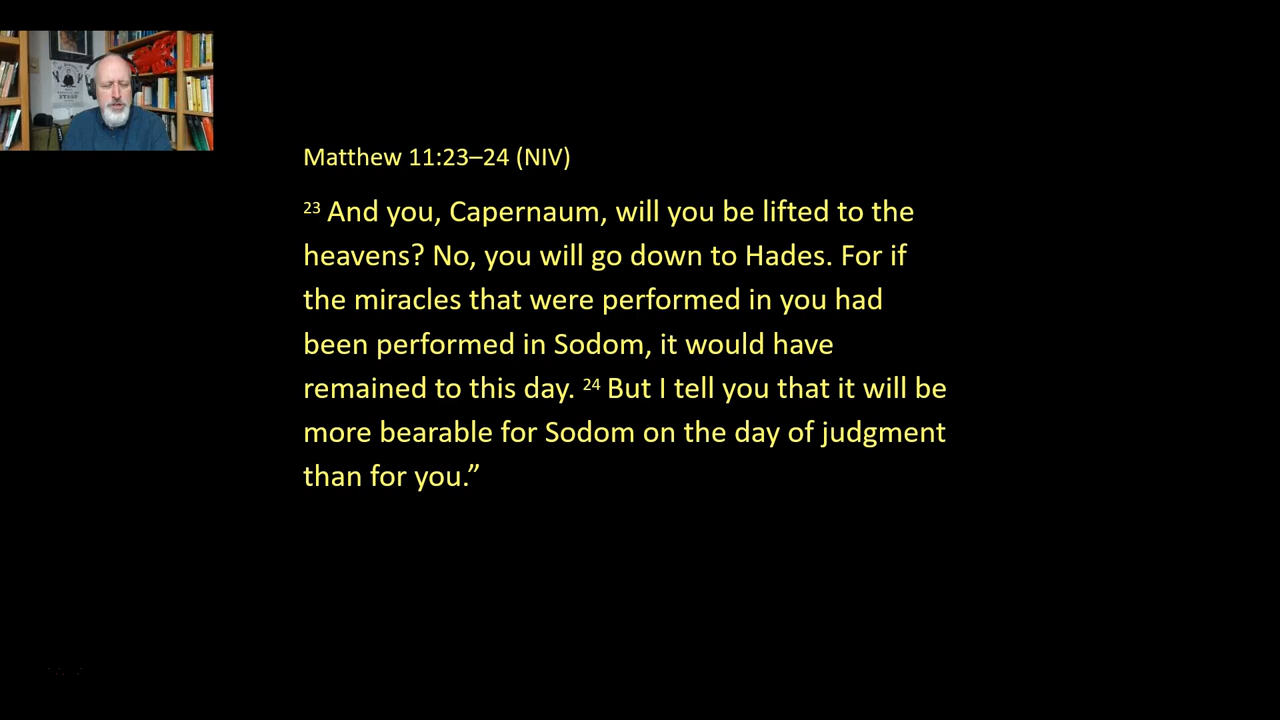 Matthew 11:23–24 (NIV)
23 And you, Capernaum, will you be lifted to the
heavens? No, you will go down to Hades. For if
the miracles that were performed in you had
been performed in Sodom, it would have
remained to this day. 24 But I tell you that it will be
more bearable for Sodom on the day of judgment
than for you.”